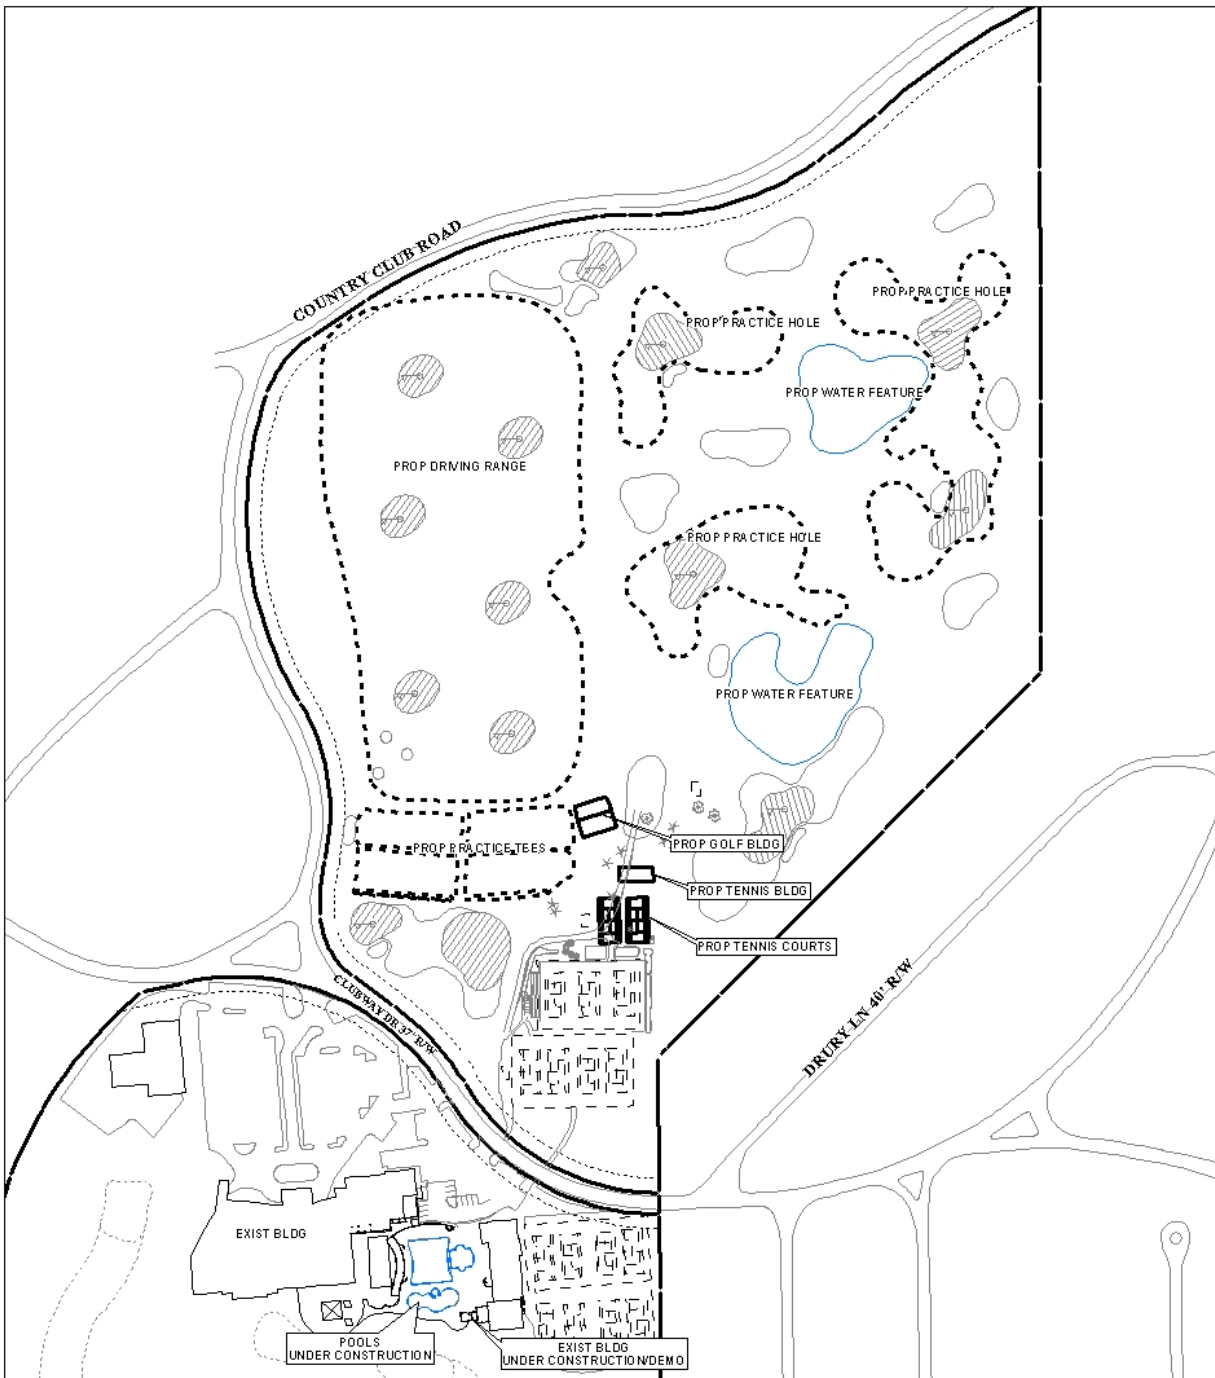 COUNTRY CLUB ROAD
PROP PRACTICE HOLE
PROP PRACTICE HOLE
PROP WATER FEATURE
PROP DRIVING RANGE
PROP PRACTICE HOLE
PROP WATER FEATURE
PROP GOLF BLDG
PROP PRACTICE TEES
PROP TENNIS BLDG
PROP TENNIS COURTS
CLUBWAY DR 37' R/W
DRURY LN 40' R/W
EXIST BLDG
POOLS
UNDER CONSTRUCTION
EXIST BLDG
UNDER CONSTRUCTION/DEMO